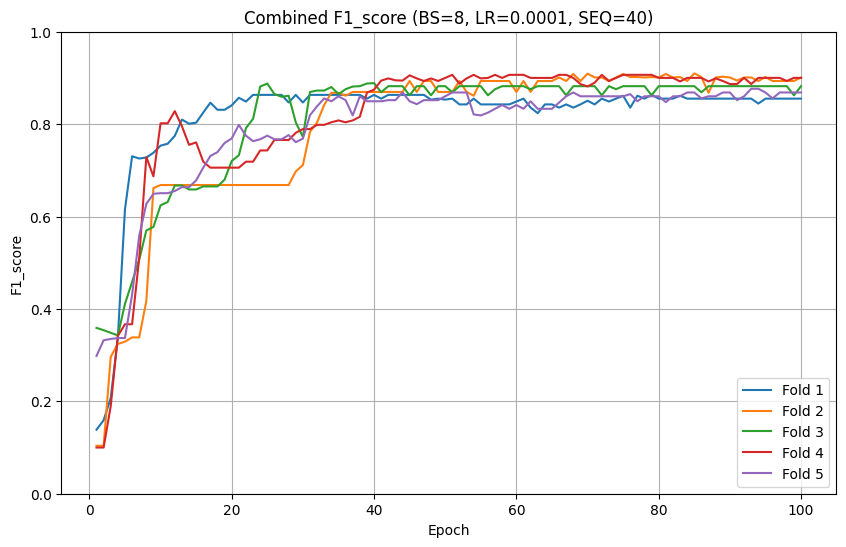 Combined F1_score (BS=8, LR=0.0001, SEQ=40)
1.0
0.8
0.6
0.4
0.2
0.0
F1_score
0 20 40 60 80 100
Epoch
Fold 1
Fold 2
Fold 3
Fold 4
Fold 5